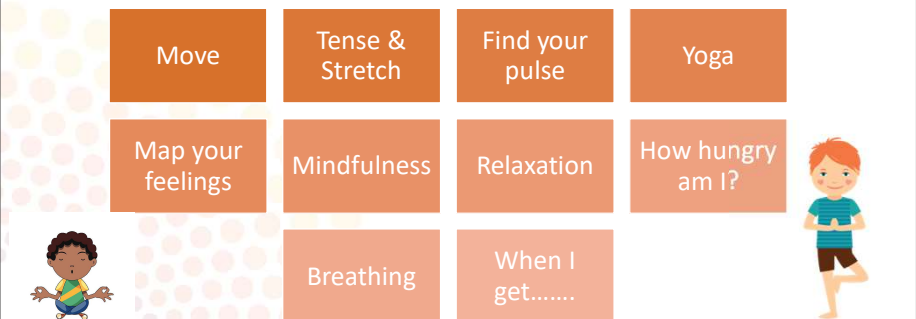 Move
Tense &
Stretch
Find your
pulse
Yoga
Map your
feelings
Mindfulness
Relaxation
How hungry
am I?
Breathing
When I
get…….